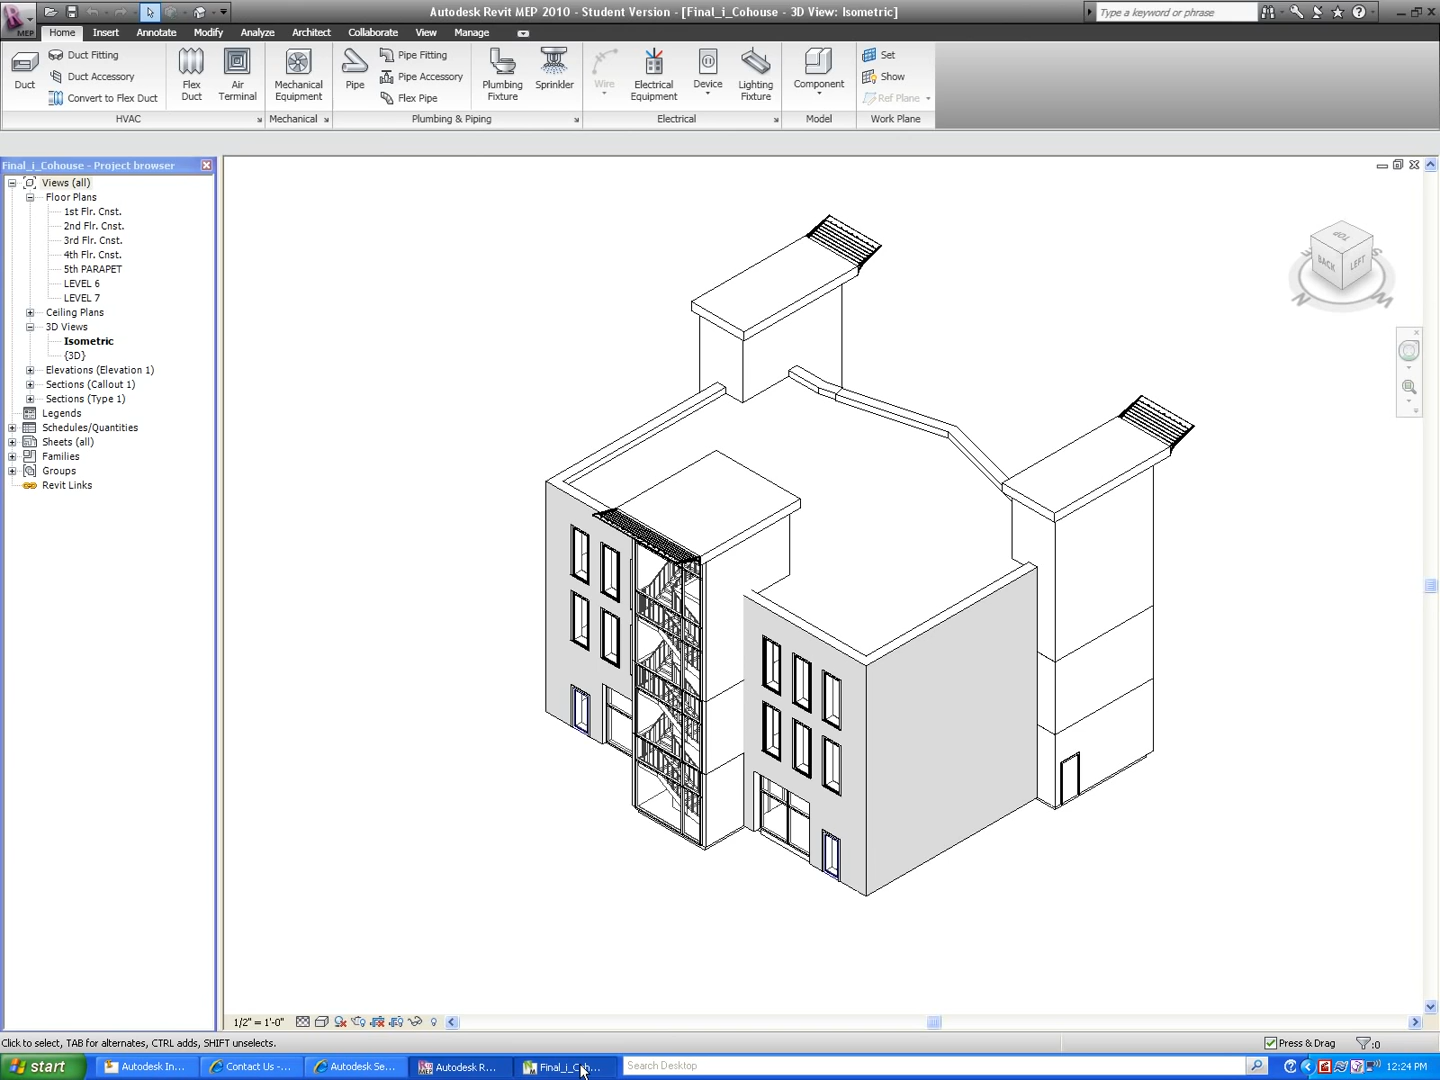 Autodesk Revit MEP 2010 - Student Version - [Final_i_Cohouse - 3D View: Isometric]
Type a keyword or phrase
MEP
Home Insert Annotate Modify Analyze Architect Collaborate View Manage
Duct
Duct Fitting
Duct Accessory
Convert to Flex Duct
Flex Duct
Air Terminal
Mechanical Equipment
Pipe
Pipe Fitting
Pipe Accessory
Flex Pipe
Plumbing Fixture
Sprinkler
Wire
Electrical Equipment
Device
Lighting Fixture
Component
Set
Show
Ref Plane
HVAC Mechanical Plumbing & Piping Electrical Model Work Plane
Final_i_Cohouse - Project browser
Views (all)
Floor Plans
1st Flr. Cnst.
2nd Flr. Cnst.
3rd Flr. Cnst.
4th Flr. Cnst.
5th PARAPET
LEVEL 6
LEVEL 7
Ceiling Plans
3D Views
Isometric
{3D}
Elevations (Elevation 1)
Sections (Callout 1)
Sections (Type 1)
Legends
Schedules/Quantities
Sheets (all)
Families
Groups
Revit Links
TOP
BACK LEFT
1/2" = 1'-0"
Click to select, TAB for alternates, CTRL adds, SHIFT unselects.
Press & Drag
:0
start
Autodesk In...
Contact Us -...
Autodesk Se...
Autodesk R...
Search Desktop
12:24 PM